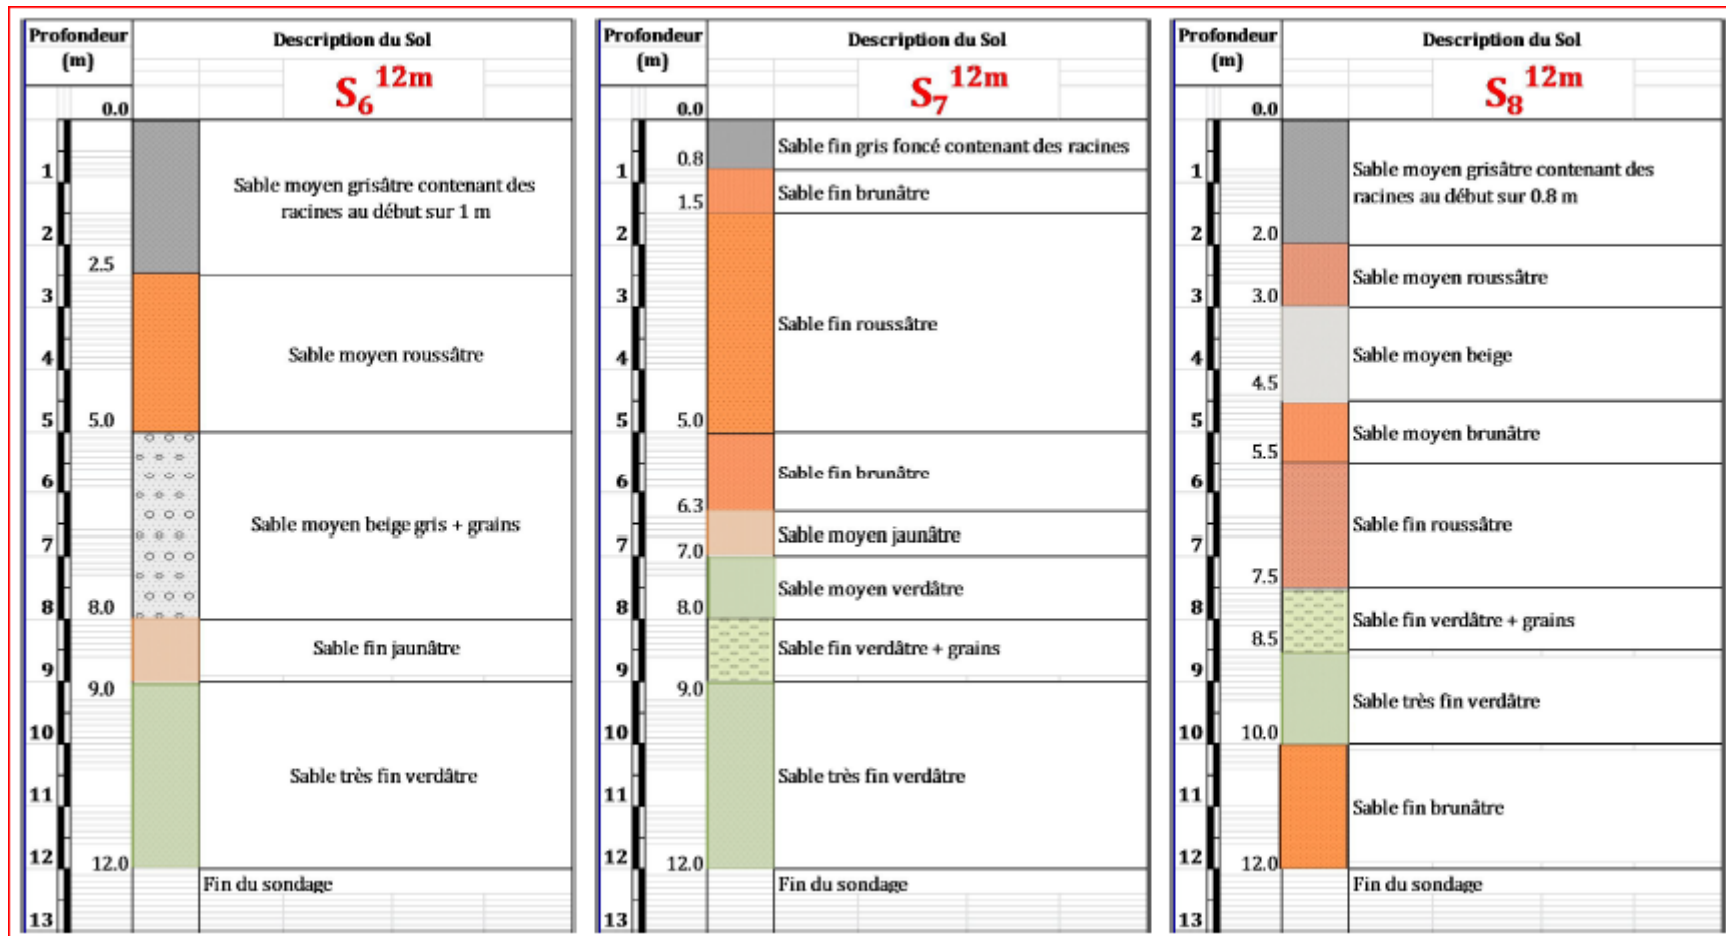 Profondeur
(m)
Description du Sol
S6 12m
0.0
Sable moyen grisâtre contenant des
racines au début sur 1 m
1
2
2.5
3
Sable moyen roussâtre
4
5
5.0
6
Sable moyen beige gris + grains
7
8
8.0
Sable fin jaunâtre
9
9.0
10
Sable très fin verdâtre
11
12
12.0
Fin du sondage
13
Profondeur
(m)
Description du Sol
S7 12m
0.0
Sable fin gris foncé contenant des racines
0.8
1
Sable fin brunâtre
1.5
2
3
Sable fin roussâtre
4
5
5.0
Sable fin brunâtre
6
6.3
Sable moyen jaunâtre
7
7.0
Sable moyen verdâtre
8
8.0
Sable fin verdâtre + grains
9
9.0
10
Sable très fin verdâtre
11
12
12.0
Fin du sondage
13
Profondeur
(m)
Description du Sol
S8 12m
0.0
Sable moyen grisâtre contenant des
racines au début sur 0.8 m
1
2
2.0
Sable moyen roussâtre
3
3.0
Sable moyen beige
4
4.5
5
Sable moyen brunâtre
5.5
6
Sable fin roussâtre
7
7.5
8
Sable fin verdâtre + grains
8.5
9
Sable très fin verdâtre
10
10.0
11
Sable fin brunâtre
12
12.0
Fin du sondage
13